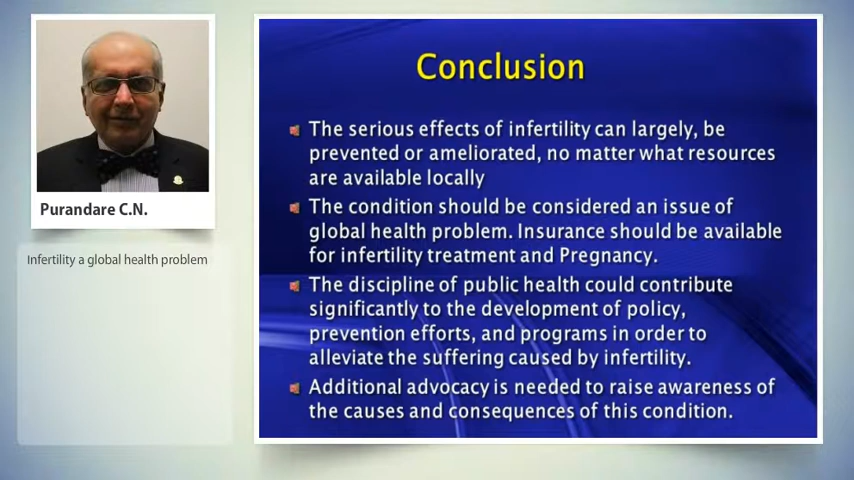 Purandare C.N.
Infertility a global health problem
Conclusion
The serious effects of infertility can largely, be
prevented or ameliorated, no matter what resources
are available locally
The condition should be considered an issue of
global health problem. Insurance should be available
for infertility treatment and Pregnancy.
The discipline of public health could contribute
significantly to the development of policy,
prevention efforts, and programs in order to
alleviate the suffering caused by infertility.
Additional advocacy is needed to raise awareness of
the causes and consequences of this condition.